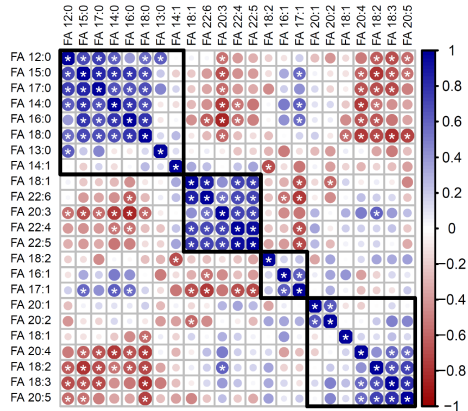 FA 12:0
FA 15:0
FA 17:0
FA 14:0
FA 16:0
FA 18:0
FA 13:0
FA 14:1
FA 18:1
FA 22:6
FA 20:3
FA 22:4
FA 22:5
FA 18:2
FA 16:1
FA 17:1
FA 20:1
FA 20:2
FA 18:1
FA 20:4
FA 18:2
FA 18:3
FA 20:5
FA 12:0
FA 15:0
FA 17:0
FA 14:0
FA 16:0
FA 18:0
FA 13:0
FA 14:1
FA 18:1
FA 22:6
FA 20:3
FA 22:4
FA 22:5
FA 18:2
FA 16:1
FA 17:1
FA 20:1
FA 20:2
FA 18:1
FA 20:4
FA 18:2
FA 18:3
FA 20:5
1
0.8
0.6
0.4
0.2
0
−0.2
−0.4
−0.6
−0.8
−1